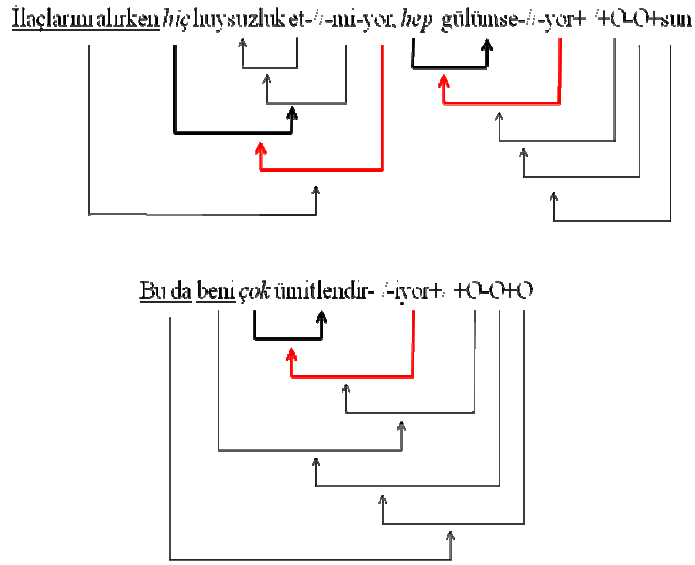 İlaçlarını alırken hiç huysuzluk et-/-/-mi-yor, hep gülümse-/-/-yor+ /+O-O+sun
Bu da beni çok ümitlendir- /-/-iyor+/ +O-O+O